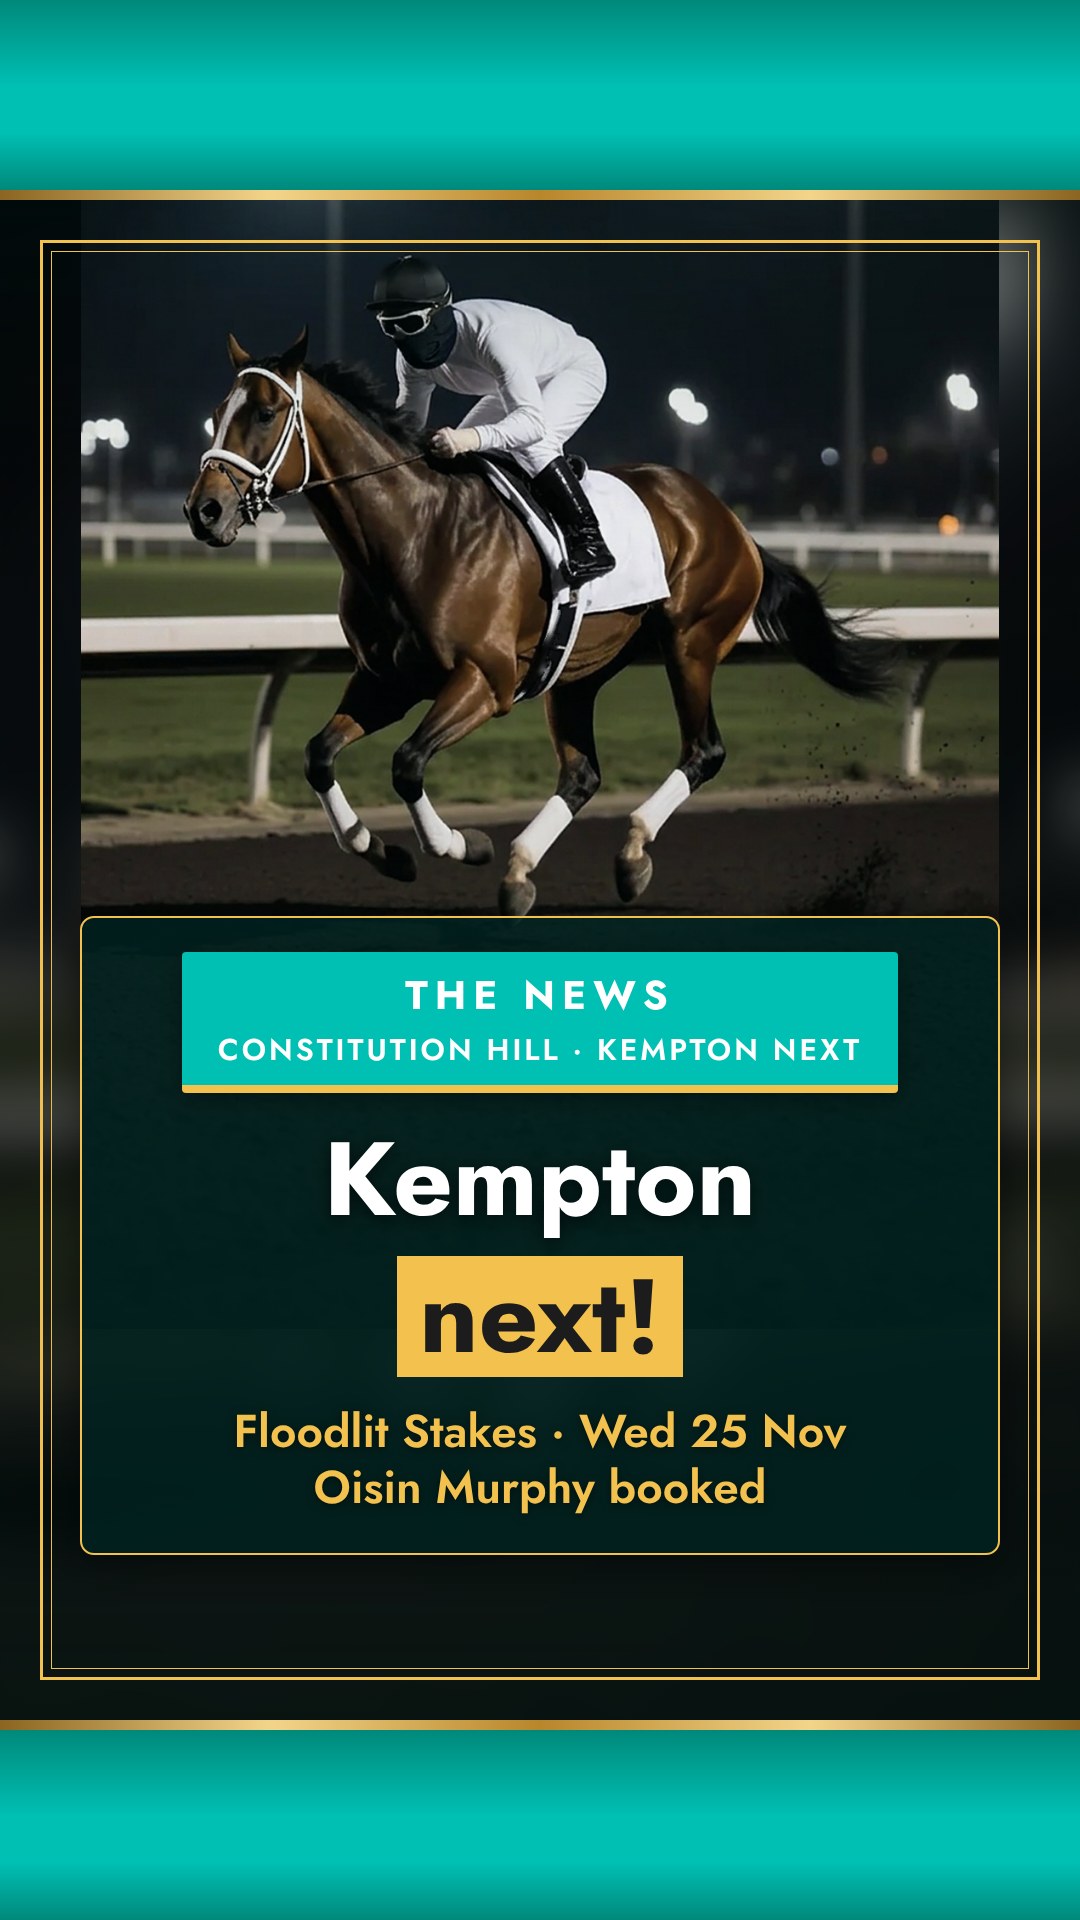 THE NEWS
CONSTITUTION HILL · KEMPTON NEXT
Kempton
next!
Floodlit Stakes · Wed 25 Nov
Oisin Murphy booked